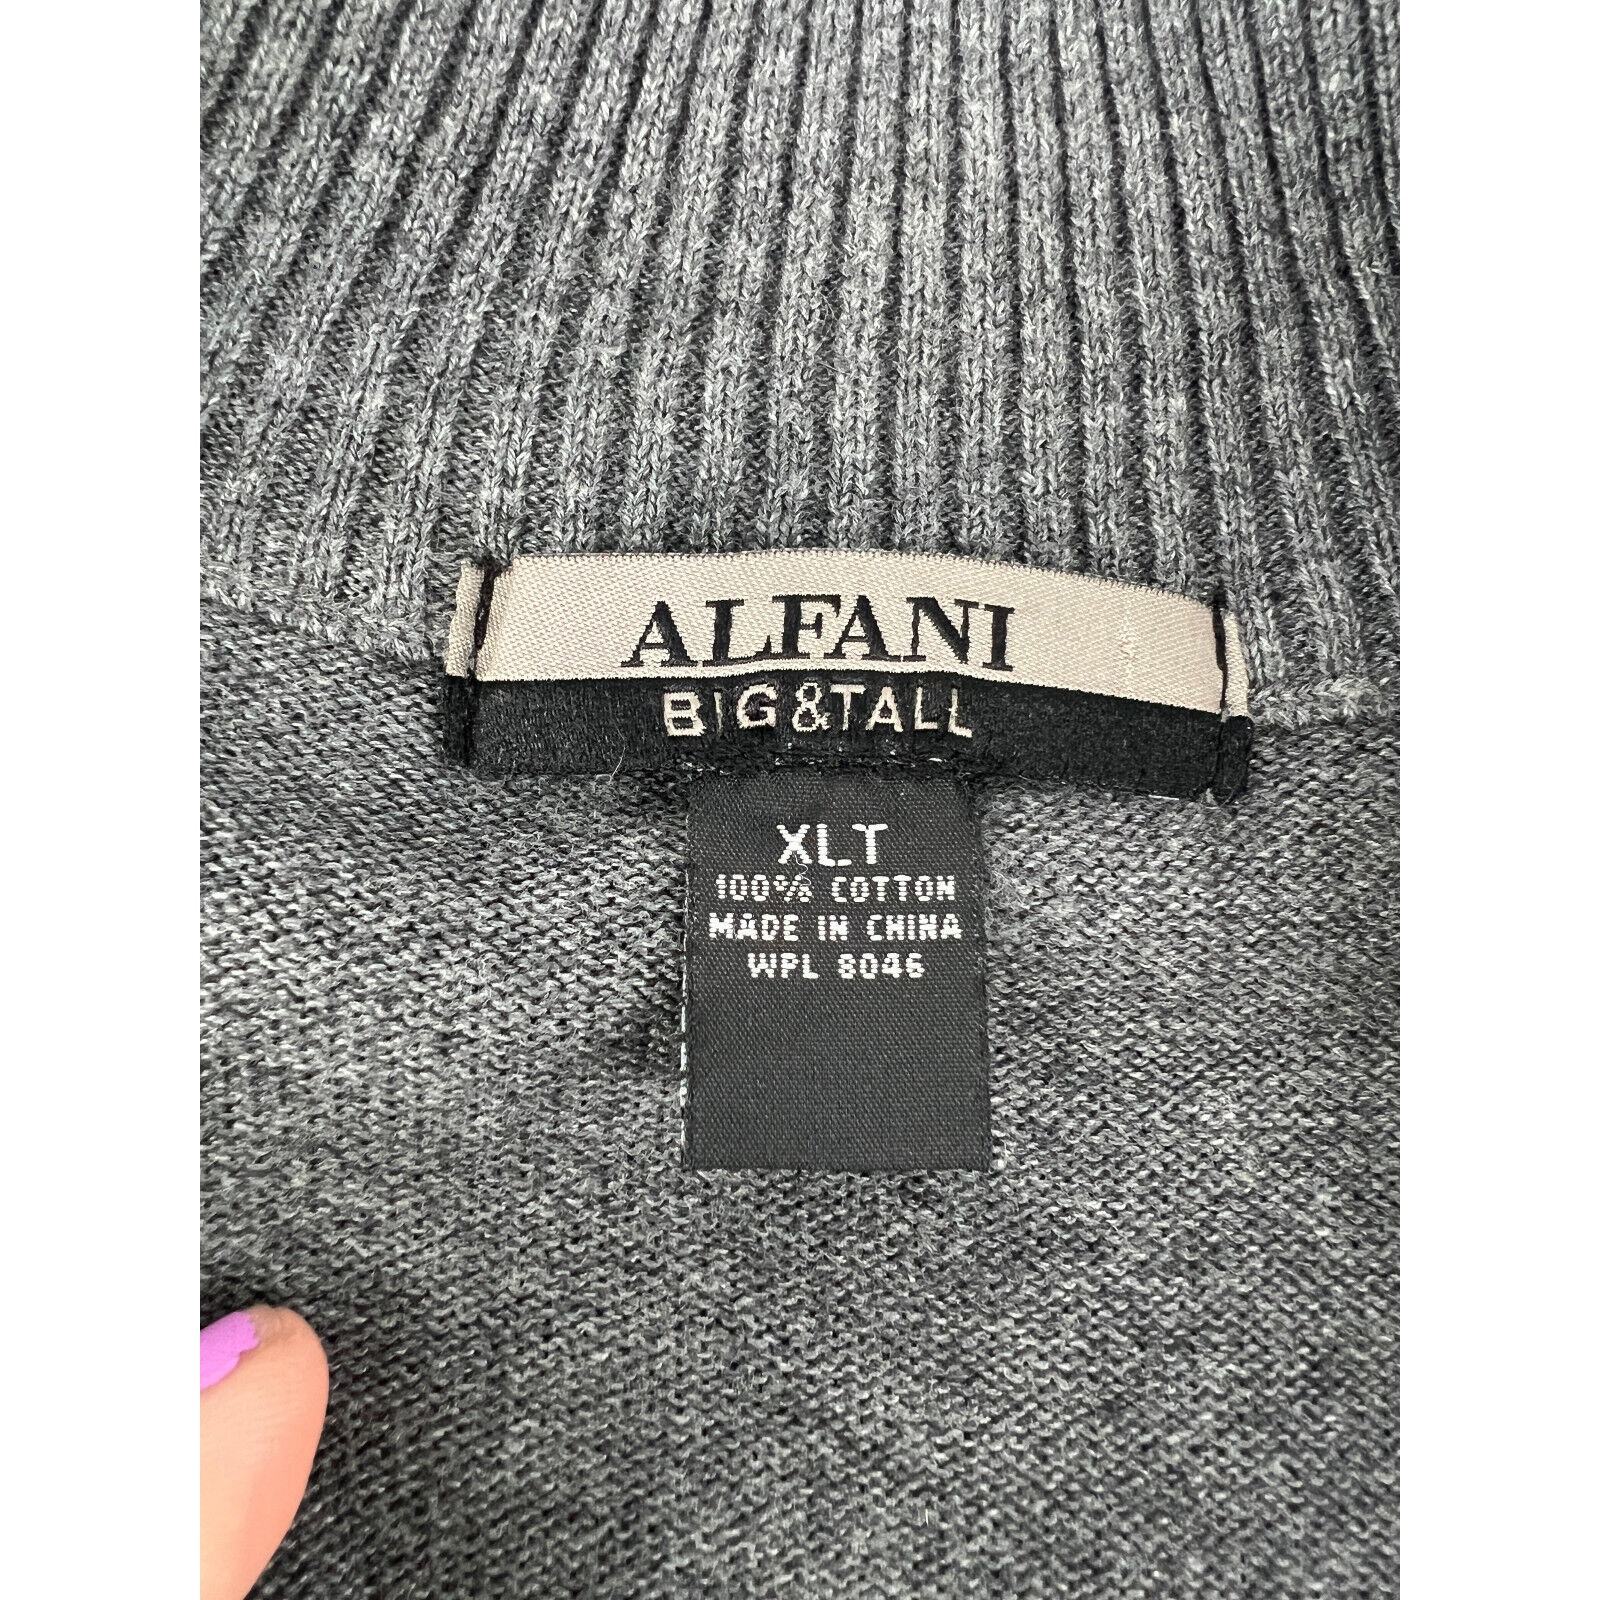 ALFANI
BIG & TALL
XLT
100% COTTON
MADE IN CHINA
WPL 8046